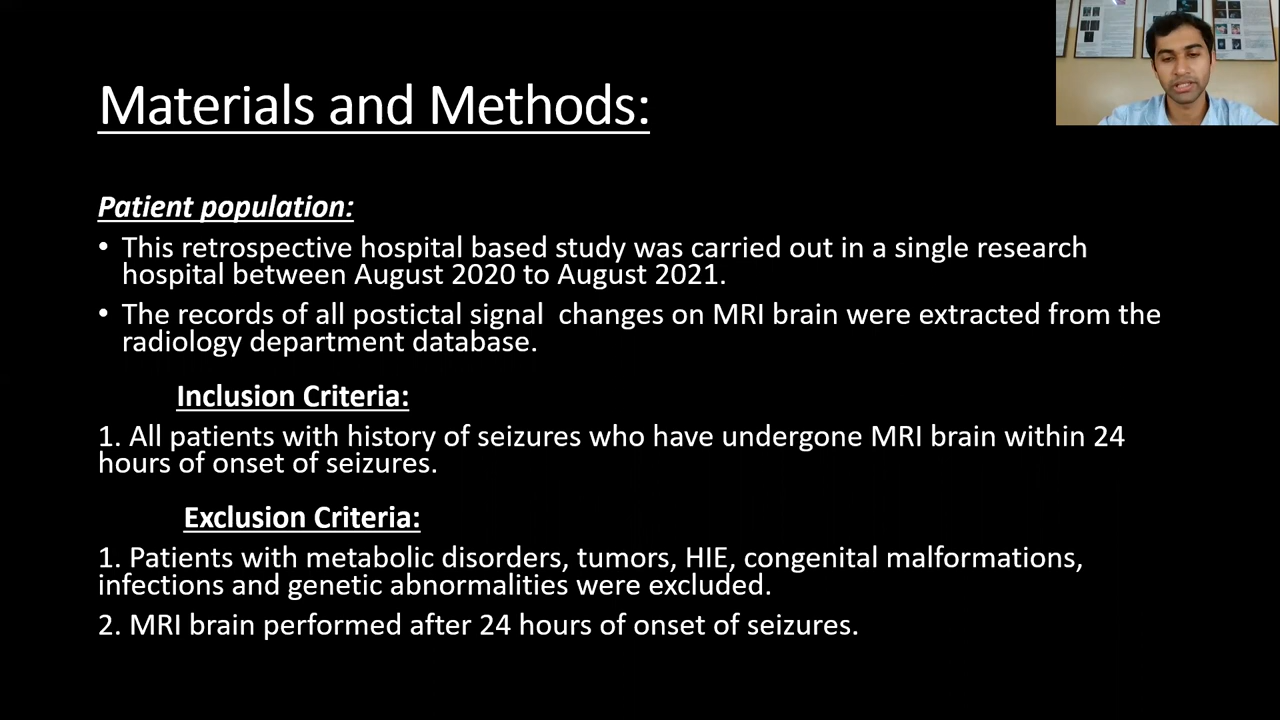 Materials and Methods:
Patient population:
• This retrospective hospital based study was carried out in a single research
hospital between August 2020 to August 2021.
• The records of all postictal signal  changes on MRI brain were extracted from the
radiology department database.
Inclusion Criteria:
1. All patients with history of seizures who have undergone MRI brain within 24
hours of onset of seizures.
Exclusion Criteria:
1. Patients with metabolic disorders, tumors, HIE, congenital malformations,
infections and genetic abnormalities were excluded.
2. MRI brain performed after 24 hours of onset of seizures.